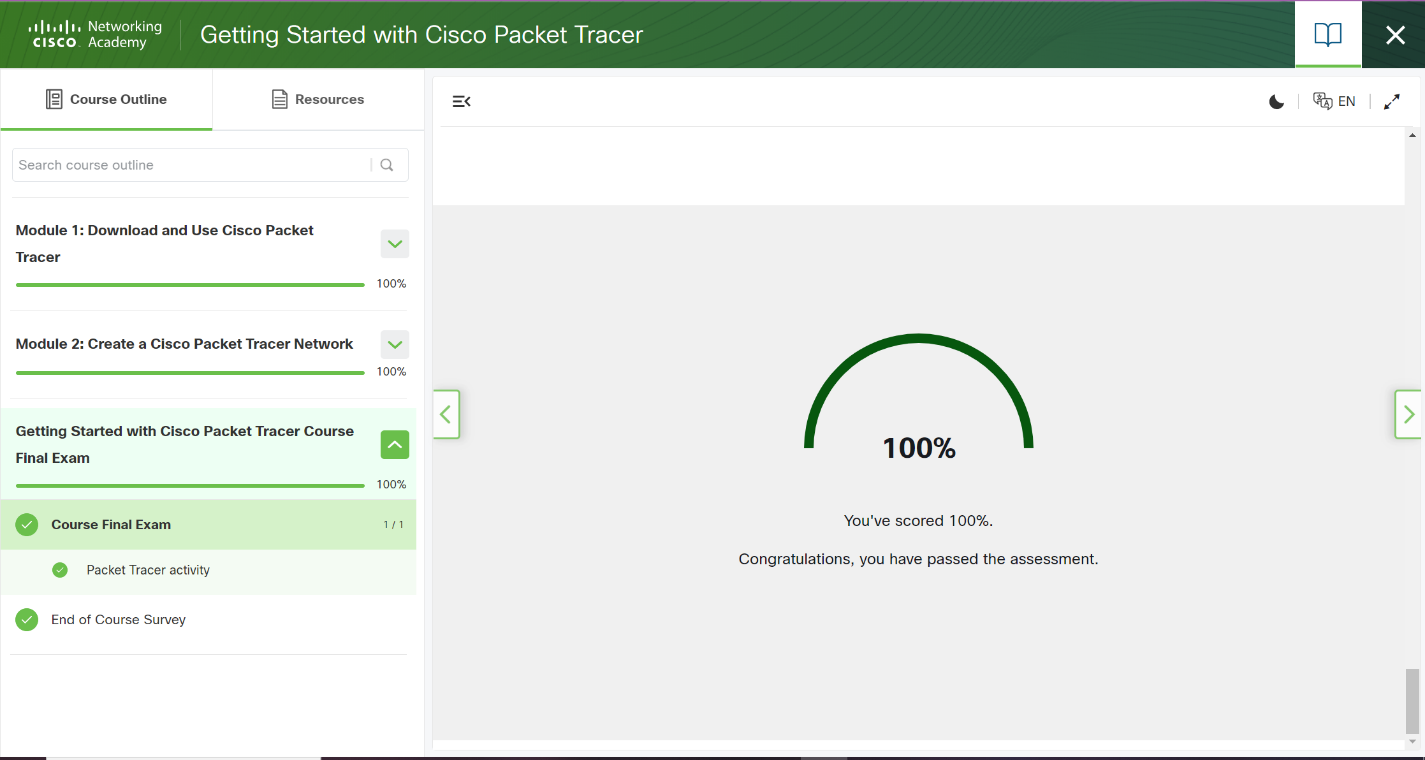 Networking
CISCO Academy
Getting Started with Cisco Packet Tracer
Course Outline
Resources
EN
Search course outline
Module 1: Download and Use Cisco Packet
Tracer
100%
Module 2: Create a Cisco Packet Tracer Network
100%
Getting Started with Cisco Packet Tracer Course
Final Exam
100%
Course Final Exam
1 / 1
Packet Tracer activity
End of Course Survey
100%
You've scored 100%.
Congratulations, you have passed the assessment.